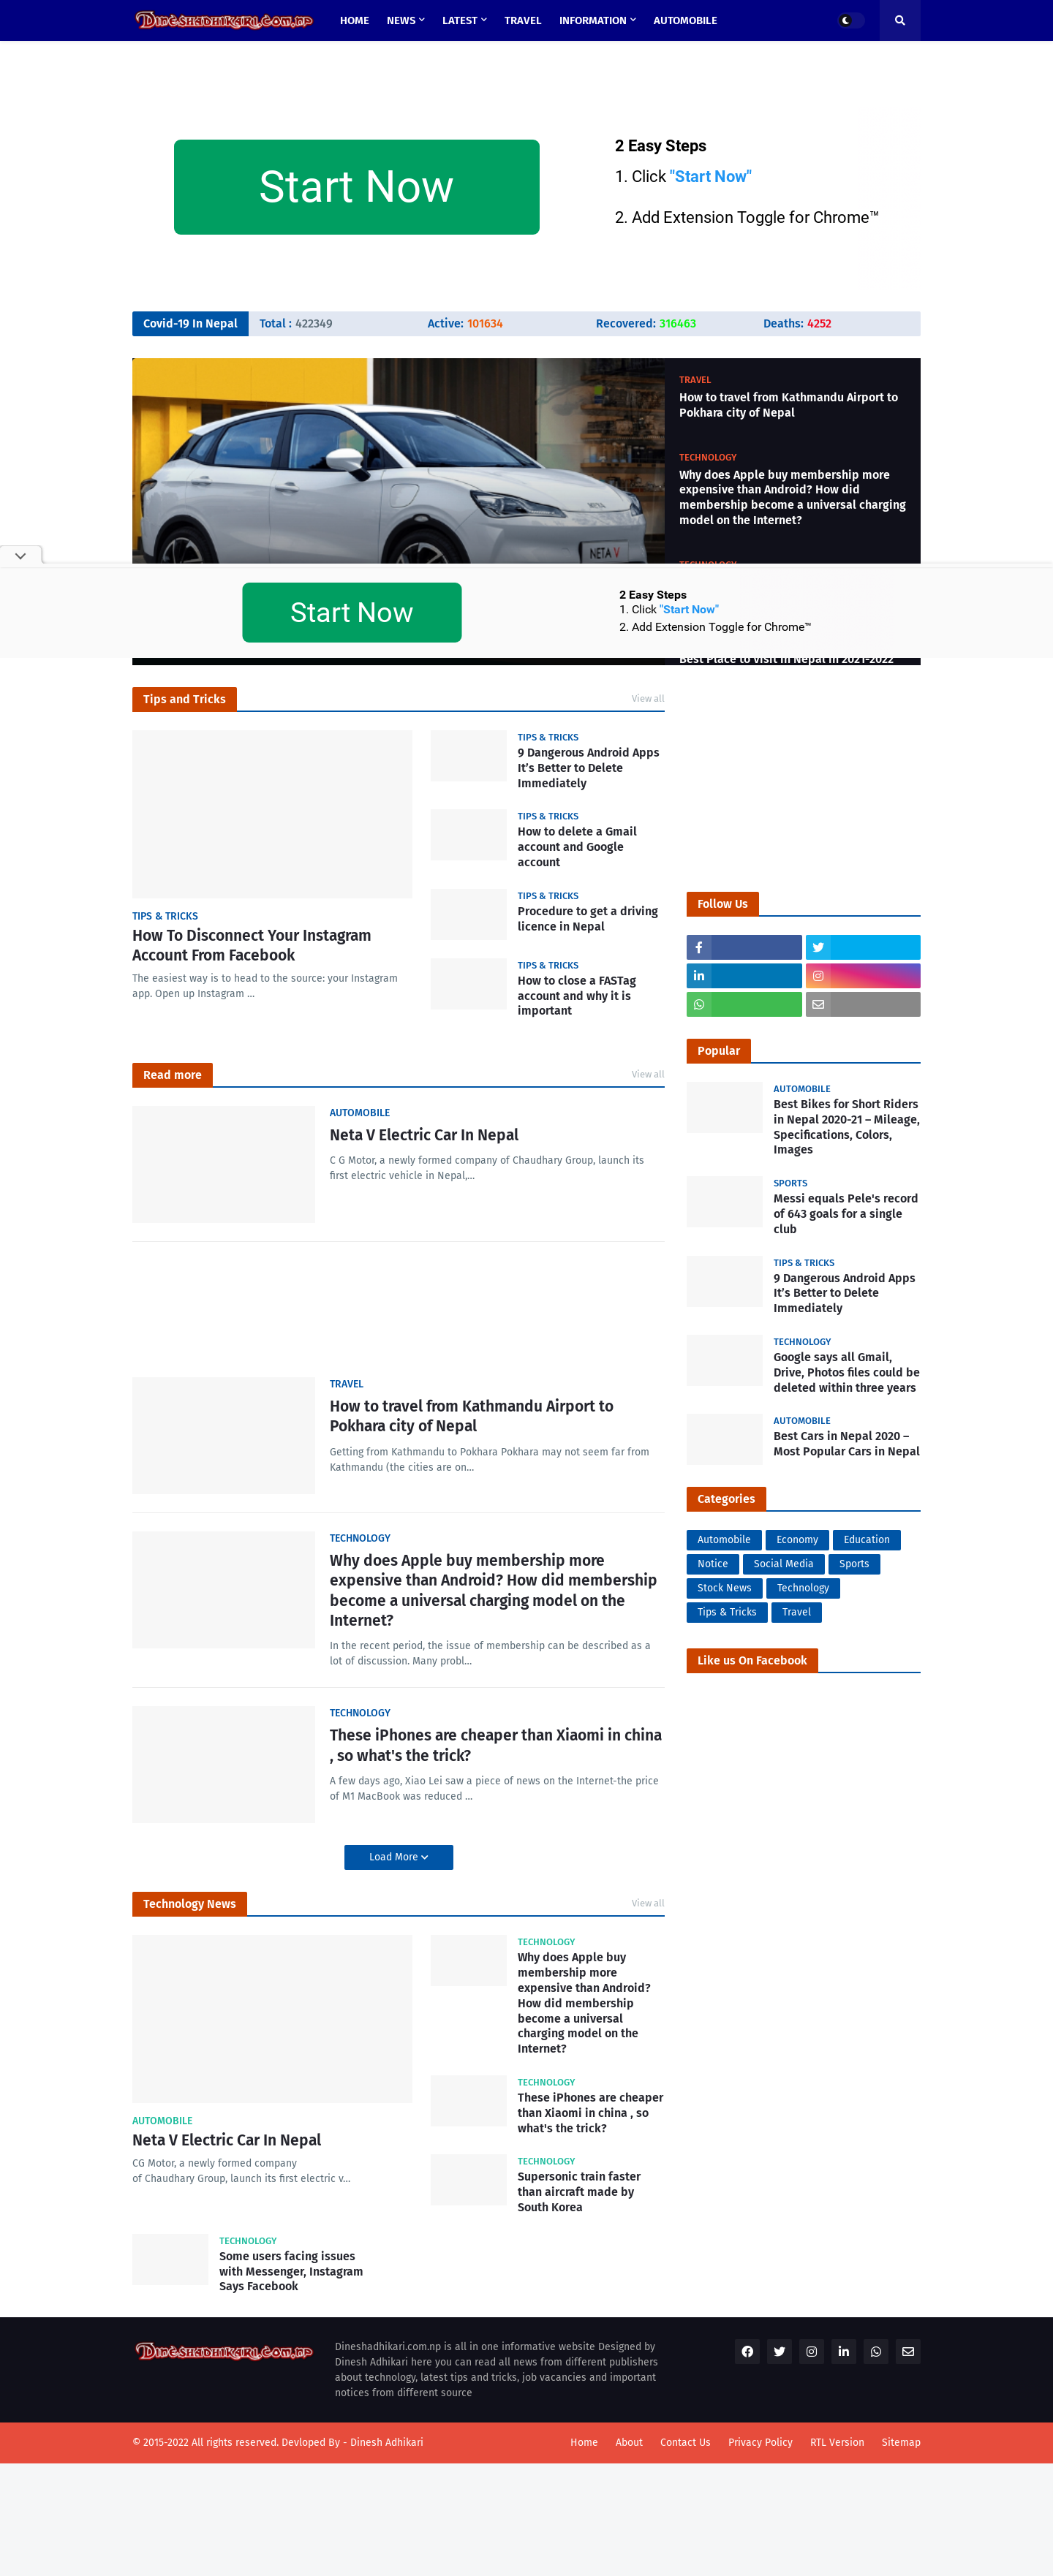 Dineshadhikari.com.np
HOME
NEWS
LATEST
TRAVEL
INFORMATION
AUTOMOBILE
Start Now
2 Easy Steps
1. Click "Start Now"
2. Add Extension Toggle for Chrome™
Covid-19 In Nepal
Total : 422349
Active: 101634
Recovered: 316463
Deaths: 4252
NETA V
TRAVEL
How to travel from Kathmandu Airport to
Pokhara city of Nepal
TECHNOLOGY
Why does Apple buy membership more
expensive than Android? How did
membership become a universal charging
model on the Internet?
Start Now
2 Easy Steps
1. Click "Start Now"
2. Add Extension Toggle for Chrome™
Best Place to Visit in Nepal in 2021-2022
Tips and Tricks
View all
TIPS & TRICKS
How To Disconnect Your Instagram
Account From Facebook
The easiest way is to head to the source: your Instagram
app. Open up Instagram ...
TIPS & TRICKS
9 Dangerous Android Apps
It’s Better to Delete
Immediately
TIPS & TRICKS
How to delete a Gmail
account and Google
account
TIPS & TRICKS
Procedure to get a driving
licence in Nepal
TIPS & TRICKS
How to close a FASTag
account and why it is
important
Read more
View all
AUTOMOBILE
Neta V Electric Car In Nepal
C G Motor, a newly formed company of Chaudhary Group, launch its
first electric vehicle in Nepal,...
TRAVEL
How to travel from Kathmandu Airport to
Pokhara city of Nepal
Getting from Kathmandu to Pokhara Pokhara may not seem far from
Kathmandu (the cities are on...
TECHNOLOGY
Why does Apple buy membership more
expensive than Android? How did membership
become a universal charging model on the
Internet?
In the recent period, the issue of membership can be described as a
lot of discussion. Many probl...
TECHNOLOGY
These iPhones are cheaper than Xiaomi in china
, so what's the trick?
A few days ago, Xiao Lei saw a piece of news on the Internet-the price
of M1 MacBook was reduced ...
Load More
Technology News
View all
AUTOMOBILE
Neta V Electric Car In Nepal
CG Motor, a newly formed company
of Chaudhary Group, launch its first electric v...
TECHNOLOGY
Why does Apple buy
membership more
expensive than Android?
How did membership
become a universal
charging model on the
Internet?
TECHNOLOGY
These iPhones are cheaper
than Xiaomi in china , so
what's the trick?
TECHNOLOGY
Supersonic train faster
than aircraft made by
South Korea
TECHNOLOGY
Some users facing issues
with Messenger, Instagram
Says Facebook
Follow Us
Popular
AUTOMOBILE
Best Bikes for Short Riders
in Nepal 2020-21 – Mileage,
Specifications, Colors,
Images
SPORTS
Messi equals Pele's record
of 643 goals for a single
club
TIPS & TRICKS
9 Dangerous Android Apps
It’s Better to Delete
Immediately
TECHNOLOGY
Google says all Gmail,
Drive, Photos files could be
deleted within three years
AUTOMOBILE
Best Cars in Nepal 2020 –
Most Popular Cars in Nepal
Categories
Automobile
Economy
Education
Notice
Social Media
Sports
Stock News
Technology
Tips & Tricks
Travel
Like us On Facebook
Dineshadhikari.com.np
Dineshadhikari.com.np is all in one informative website Designed by
Dinesh Adhikari here you can read all news from different publishers
about technology, latest tips and tricks, job vacancies and important
notices from different source
© 2015-2022 All rights reserved. Devloped By - Dinesh Adhikari
Home
About
Contact Us
Privacy Policy
RTL Version
Sitemap